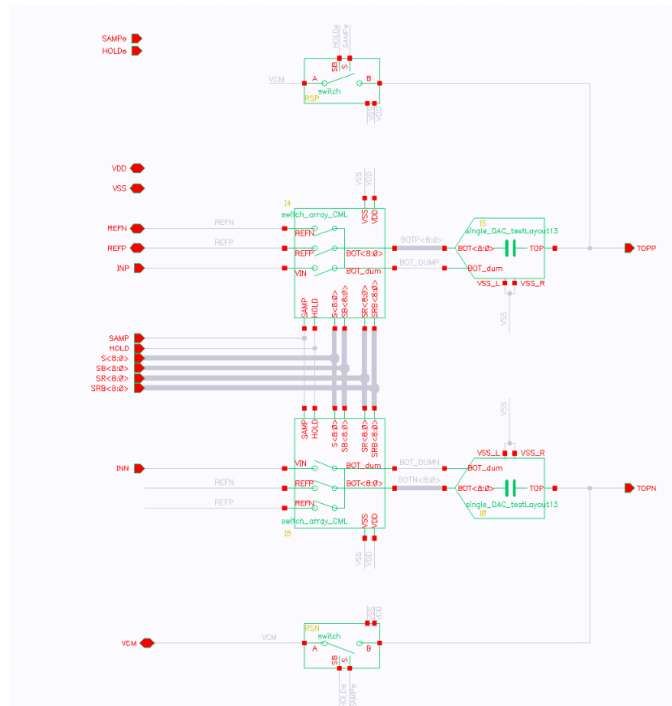 SAMPe
HOLDe
HOLDe
SAMPe
SB
S
VCM
A
B
switch
RSP
VSS
VDD
VDD
VSS
VSS
VDD
I4
switch_array_CML
VSS
VDD
I5
single_DAC_testLayout13
REFN
REFN
REFN
REFP
REFP
REFP
BOT<8:0>
BOTP<8:0>
BOT<8:0>
TOP
TOPP
INP
VIN
BOT_dum
BOT_DUMP
BOT_dum
VSS_L
VSS_R
SAMP
HOLD
S<8:0>
SB<8:0>
SR<8:0>
SRB<8:0>
VSS
SAMP
HOLD
S<8:0>
SB<8:0>
SR<8:0>
SRB<8:0>
VSS
SAMP
HOLD
S<8:0>
SB<8:0>
SR<8:0>
SRB<8:0>
VSS_L
VSS_R
INN
VIN
BOT_dum
BOT_DUMN
BOT_dum
REFN
REFP
BOT<8:0>
BOTN<8:0>
BOT<8:0>
TOP
TOPN
REFP
REFN
single_DAC_testLayout13
switch_array_CML
VSS
VDD
VSS
VDD
VSS
VDD
RSN
switch
VCM
VCM
A
B
SB
S
HOLDe
SAMPe